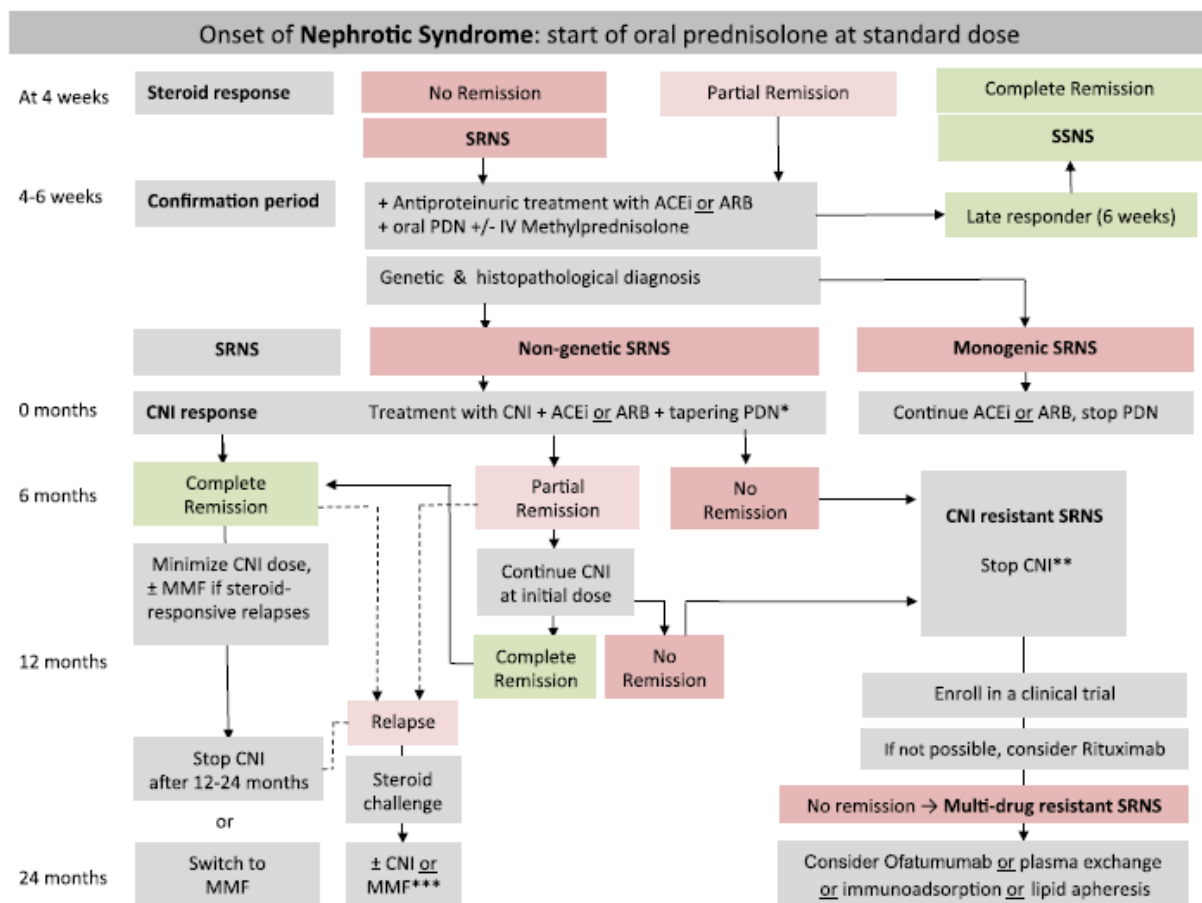 Onset of Nephrotic Syndrome: start of oral prednisolone at standard dose
At 4 weeks
Steroid response
No Remission
Partial Remission
Complete Remission
SRNS
SSNS
4-6 weeks
Confirmation period
+ Antiproteinuric treatment with ACEi or ARB
+ oral PDN +/- IV Methylprednisolone
Late responder (6 weeks)
Genetic & histopathological diagnosis
SRNS
Non-genetic SRNS
Monogenic SRNS
0 months
CNI response
Treatment with CNI + ACEi or ARB + tapering PDN*
Continue ACEi or ARB, stop PDN
6 months
Complete
Remission
Partial
Remission
No
Remission
CNI resistant SRNS
Stop CNI**
Minimize CNI dose,
± MMF if steroid-
responsive relapses
Continue CNI
at initial dose
12 months
Complete
Remission
No
Remission
Enroll in a clinical trial
Relapse
If not possible, consider Rituximab
Stop CNI
after 12-24 months
Steroid
challenge
No remission → Multi-drug resistant SRNS
or
24 months
Switch to
MMF
± CNI or
MMF***
Consider Ofatumumab or plasma exchange
or immunoadsorption or lipid apheresis